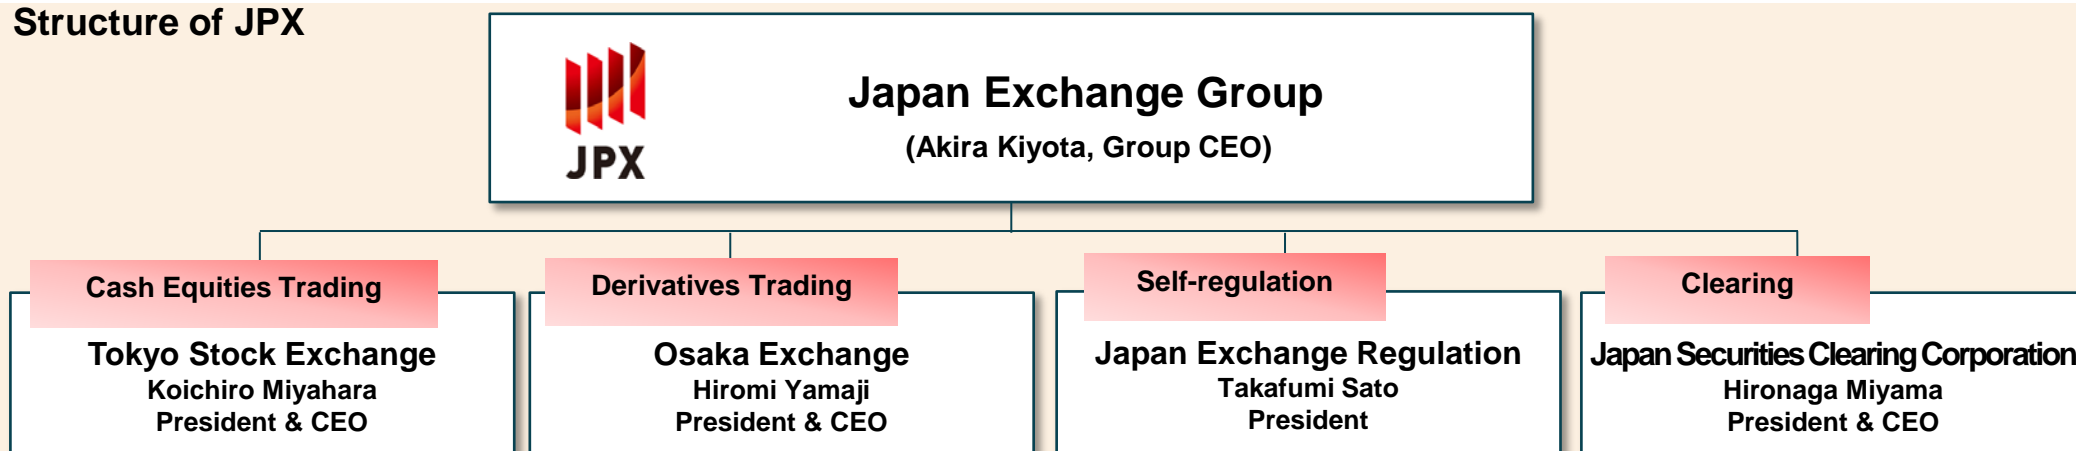 Structure of JPX
JPX
Japan Exchange Group
(Akira Kiyota, Group CEO)
Cash Equities Trading
Tokyo Stock Exchange
Koichiro Miyahara
President & CEO
Derivatives Trading
Osaka Exchange
Hiromi Yamaji
President & CEO
Self-regulation
Japan Exchange Regulation
Takafumi Sato
President
Clearing
Japan Securities Clearing Corporation
Hironaga Miyama
President & CEO